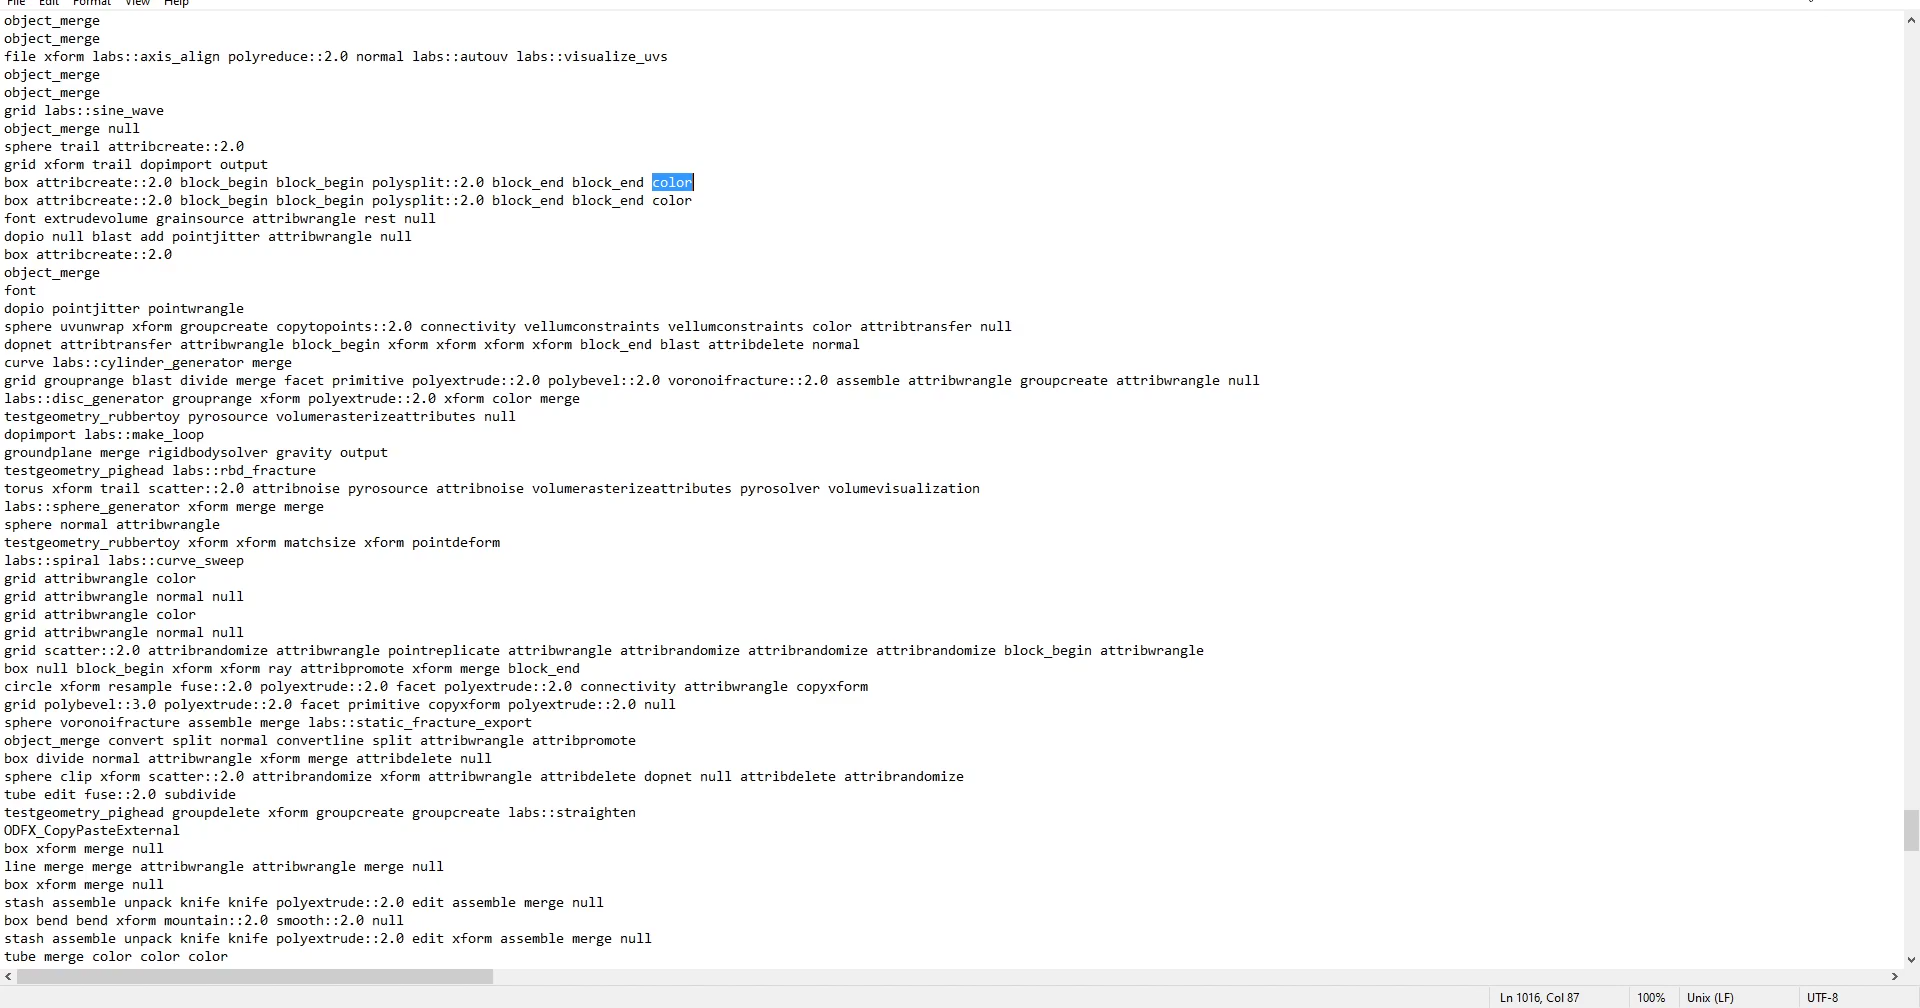 File Edit Format View Help
object_merge
object_merge
file xform labs::axis_align polyreduce::2.0 normal labs::autouv labs::visualize_uvs
object_merge
object_merge
grid labs::sine_wave
object_merge null
sphere trail attribcreate::2.0
grid xform trail dopimport output
box attribcreate::2.0 block_begin block_begin polysplit::2.0 block_end block_end color
box attribcreate::2.0 block_begin block_begin polysplit::2.0 block_end block_end color
font extrudevolume grainsource attribwrangle rest null
dopio null blast add pointjitter attribwrangle null
box attribcreate::2.0
object_merge
font
dopio pointjitter pointwrangle
sphere uvunwrap xform groupcreate copytopoints::2.0 connectivity vellumconstraints vellumconstraints color attribtransfer null
dopnet attribtransfer attribwrangle block_begin xform xform xform xform block_end blast attribdelete normal
curve labs::cylinder_generator merge
grid grouprange blast divide merge facet primitive polyextrude::2.0 polybevel::2.0 voronoifracture::2.0 assemble attribwrangle groupcreate attribwrangle null
labs::disc_generator grouprange xform polyextrude::2.0 xform color merge
testgeometry_rubbertoy pyrosource volumerasterizeattributes null
dopimport labs::make_loop
groundplane merge rigidbodysolver gravity output
testgeometry_pighead labs::rbd_fracture
torus xform trail scatter::2.0 attribnoise pyrosource attribnoise volumerasterizeattributes pyrosolver volumevisualization
labs::sphere_generator xform merge merge
sphere normal attribwrangle
testgeometry_rubbertoy xform xform matchsize xform pointdeform
labs::spiral labs::curve_sweep
grid attribwrangle color
grid attribwrangle normal null
grid attribwrangle color
grid attribwrangle normal null
grid scatter::2.0 attribrandomize attribwrangle pointreplicate attribwrangle attribrandomize attribrandomize attribrandomize block_begin attribwrangle
box null block_begin xform xform ray attribpromote xform merge block_end
circle xform resample fuse::2.0 polyextrude::2.0 facet polyextrude::2.0 connectivity attribwrangle copyxform
grid polybevel::3.0 polyextrude::2.0 facet primitive copyxform polyextrude::2.0 null
sphere voronoifracture assemble merge labs::static_fracture_export
object_merge convert split normal convertline split attribwrangle attribpromote
box divide normal attribwrangle xform merge attribdelete null
sphere clip xform scatter::2.0 attribrandomize xform attribwrangle attribdelete dopnet null attribdelete attribrandomize
tube edit fuse::2.0 subdivide
testgeometry_pighead groupdelete xform groupcreate groupcreate labs::straighten
ODFX_CopyPasteExternal
box xform merge null
line merge merge attribwrangle attribwrangle merge null
box xform merge null
stash assemble unpack knife knife polyextrude::2.0 edit assemble merge null
box bend bend xform mountain::2.0 smooth::2.0 null
stash assemble unpack knife knife polyextrude::2.0 edit xform assemble merge null
tube merge color color color
Ln 1016, Col 87 100% Unix (LF) UTF-8